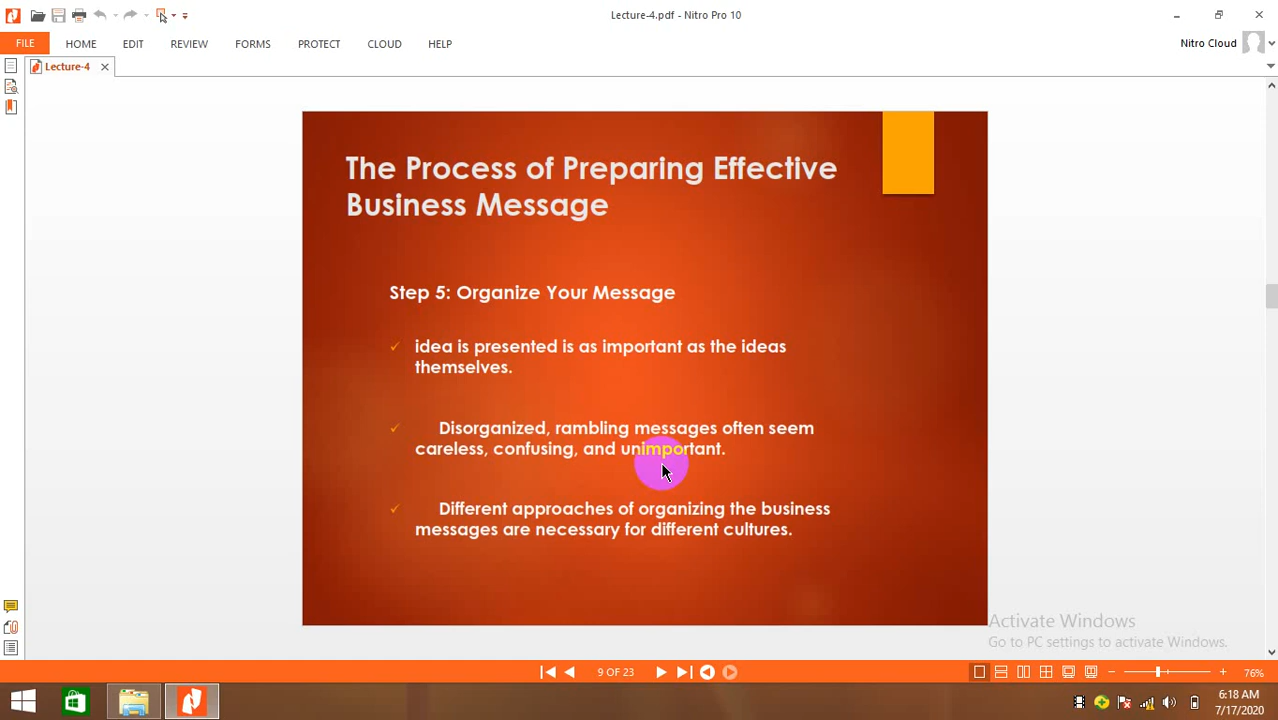 Lecture-4.pdf - Nitro Pro 10
FILE HOME EDIT REVIEW FORMS PROTECT CLOUD HELP Nitro Cloud
Lecture-4
The Process of Preparing Effective
Business Message
Step 5: Organize Your Message
✓ idea is presented is as important as the ideas
themselves.
✓ Disorganized, rambling messages often seem
careless, confusing, and unimportant.
✓ Different approaches of organizing the business
messages are necessary for different cultures.
Activate Windows
Go to PC settings to activate Windows.
9 OF 23 76%
6:18 AM
7/17/2020